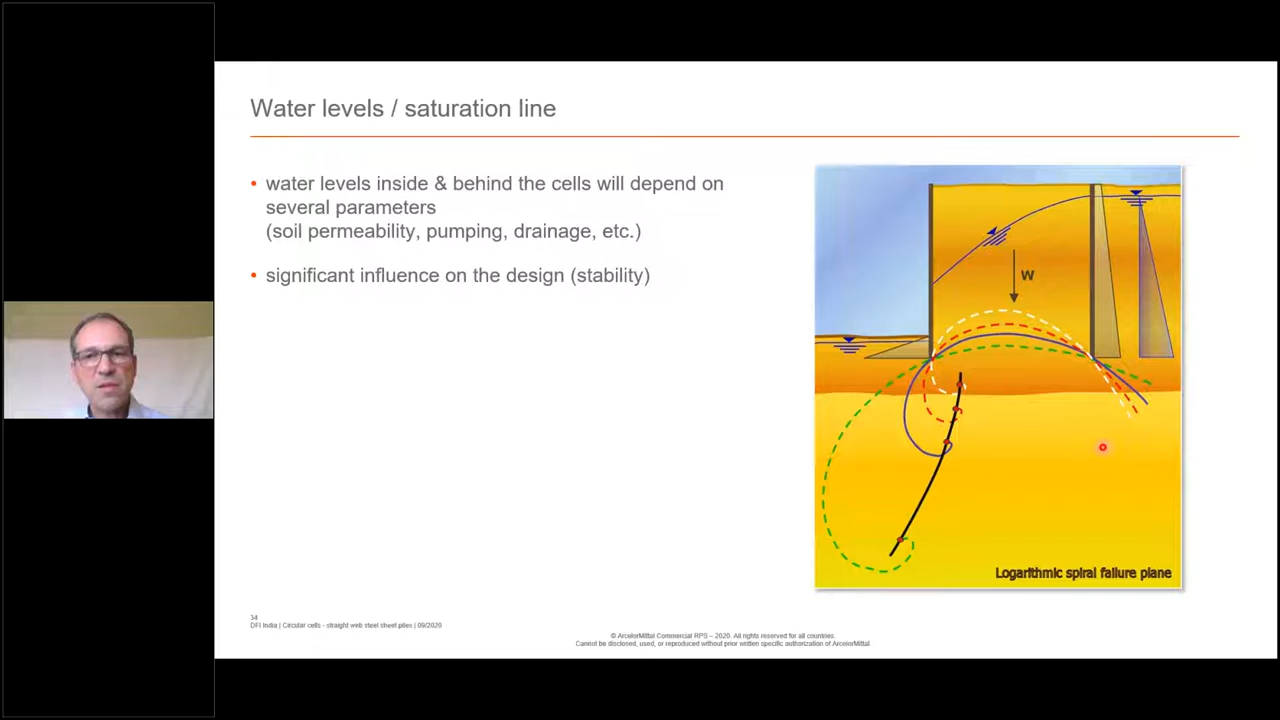 Water levels / saturation line
• water levels inside & behind the cells will depend on
several parameters
(soil permeability, pumping, drainage, etc.)
• significant influence on the design (stability)
W
Logarithmic spiral failure plane
34
DFI India | Circular cells - straight web steel sheet piles | 09/2020
© ArcelorMittal Commercial RPS – 2020. All rights reserved for all countries.
Cannot be disclosed, used, or reproduced without prior written specific authorization of ArcelorMittal.